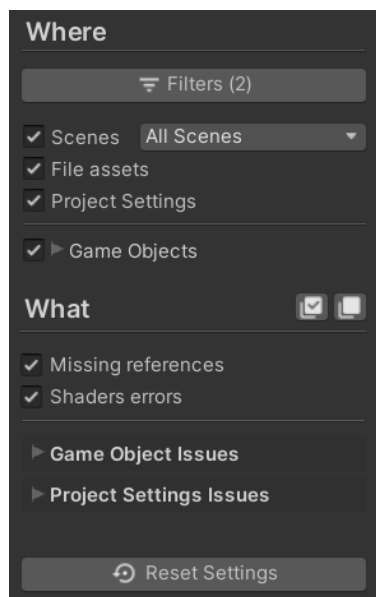 Where
Filters (2)
Scenes All Scenes
File assets
Project Settings
Game Objects
What
Missing references
Shaders errors
Game Object Issues
Project Settings Issues
Reset Settings